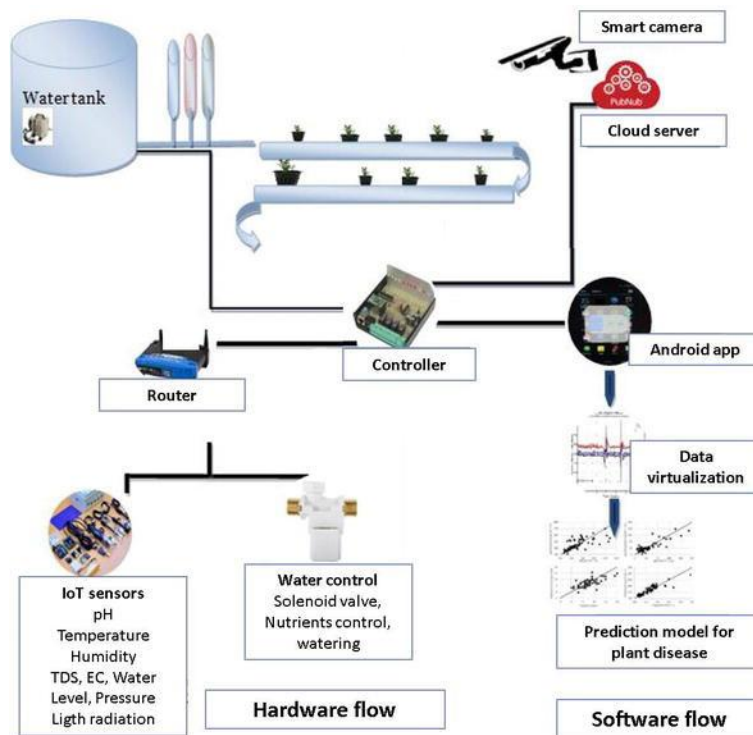 Smart camera
PubNub
Cloud server
Watertank
Android app
Controller
Router
Data
virtualization
IoT sensors
pH
Temperature
Humidity
TDS, EC, Water
Level, Pressure
Ligth radiation
Water control
Solenoid valve,
Nutrients control,
watering
Prediction model for
plant disease
Hardware flow
Software flow